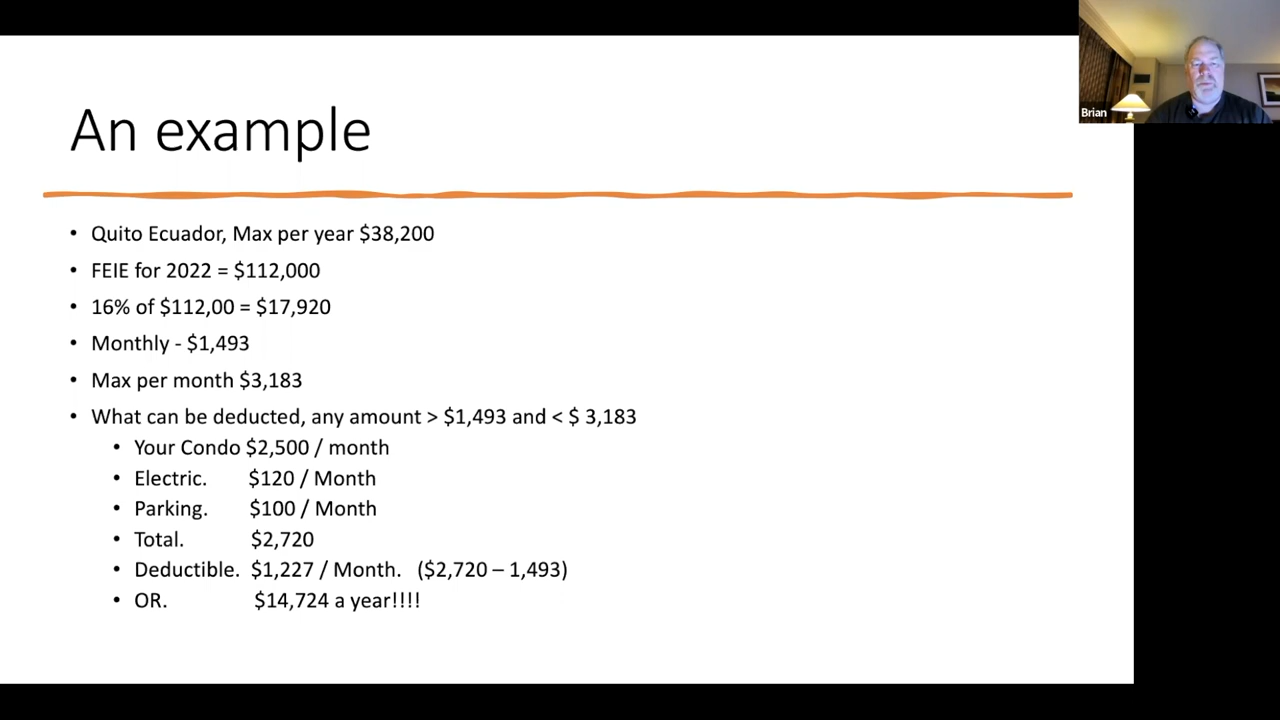 An example
• Quito Ecuador, Max per year $38,200
• FEIE for 2022 = $112,000
• 16% of $112,00 = $17,920
• Monthly - $1,493
• Max per month $3,183
• What can be deducted, any amount > $1,493 and < $ 3,183
• Your Condo $2,500 / month
• Electric. $120 / Month
• Parking. $100 / Month
• Total. $2,720
• Deductible. $1,227 / Month. ($2,720 – 1,493)
• OR. $14,724 a year!!!!
Brian